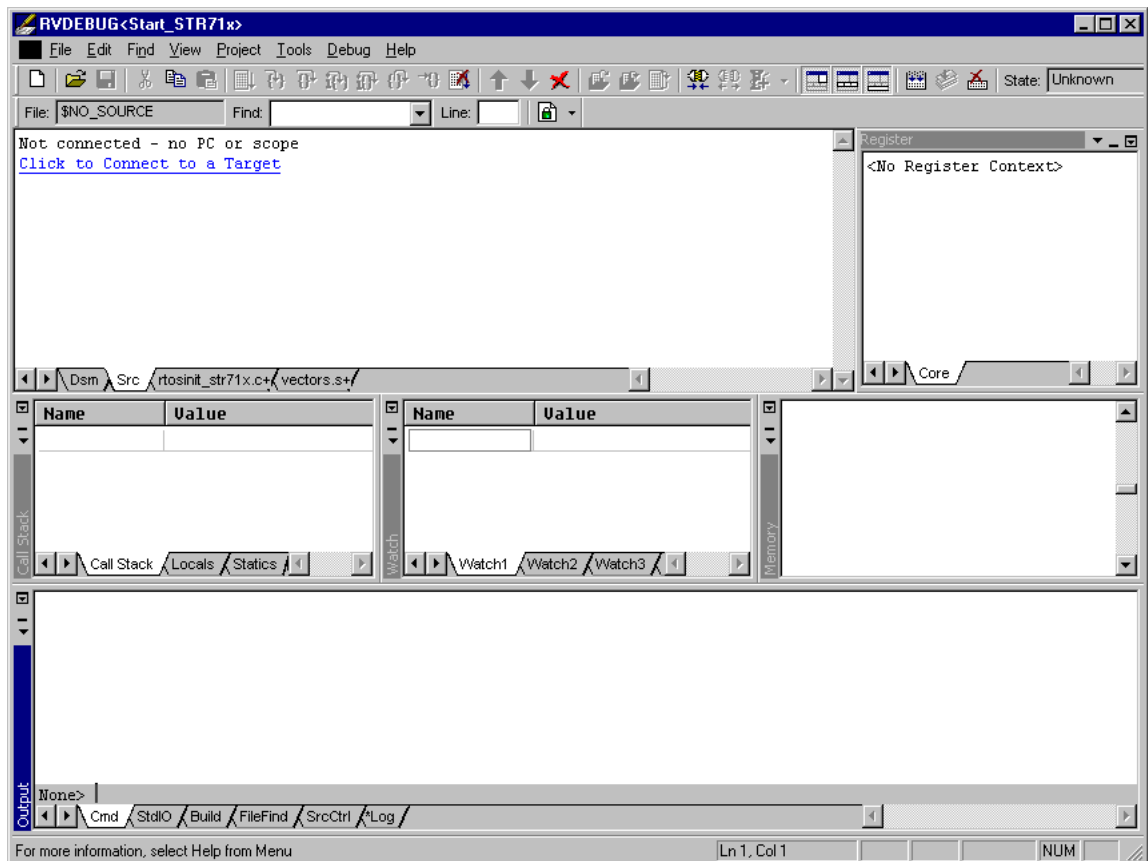 RVDEBUG<Start_STR71x>
File Edit Find View Project Tools Debug Help
State: Unknown
File: $NO_SOURCE Find: Line:
Not connected - no PC or scope
Click to Connect to a Target
Register
<No Register Context>
Dsm Src rtosinit_str71x.c+ vectors.s+
Core
Name Value
Call Stack
Call Stack Locals Statics
Name Value
Watch
Watch1 Watch2 Watch3
Memory
Output
None>
Cmd StdIO Build FileFind SrcCtrl *Log
For more information, select Help from Menu Ln 1, Col 1 NUM